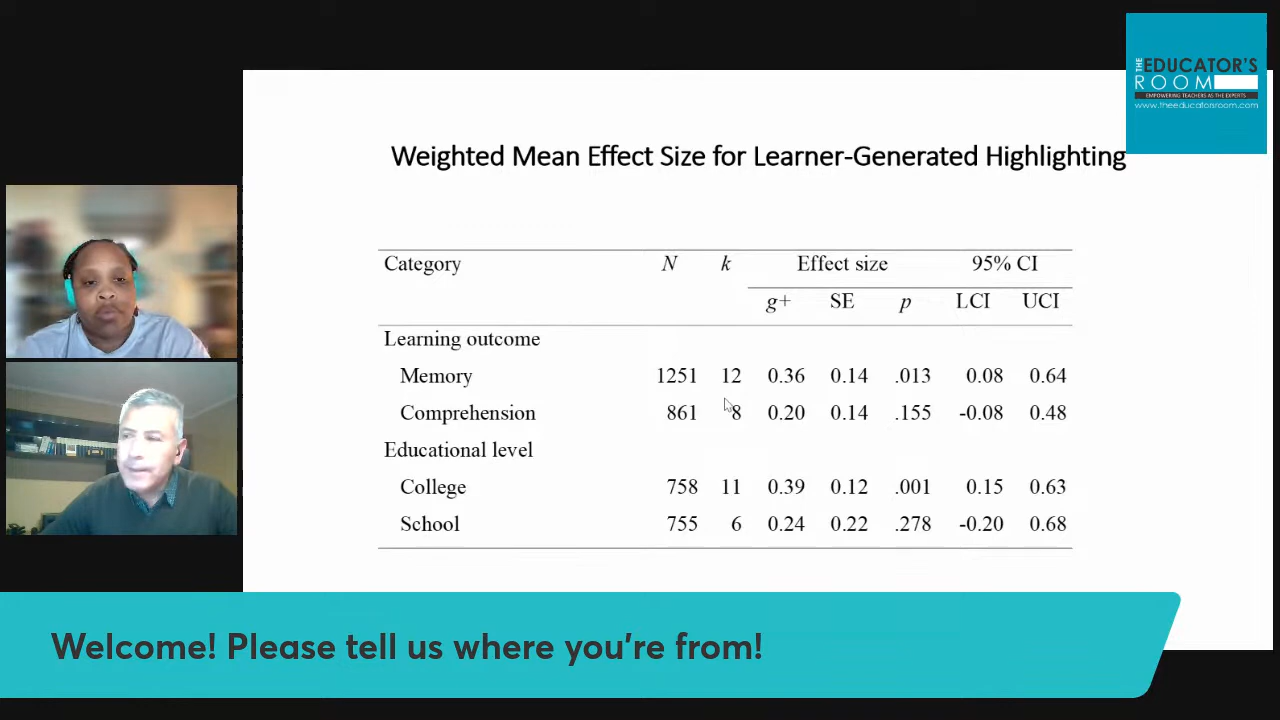 THE EDUCATOR'S
ROOM
EMPOWERING TEACHERS AS THE EXPERTS
www.theeducatorsroom.com
Weighted Mean Effect Size for Learner-Generated Highlighting
Category N k Effect size 95% CI
g+ SE p LCI UCI
Learning outcome
Memory 1251 12 0.36 0.14 .013 0.08 0.64
Comprehension 861 8 0.20 0.14 .155 -0.08 0.48
Educational level
College 758 11 0.39 0.12 .001 0.15 0.63
School 755 6 0.24 0.22 .278 -0.20 0.68
Welcome! Please tell us where you're from!